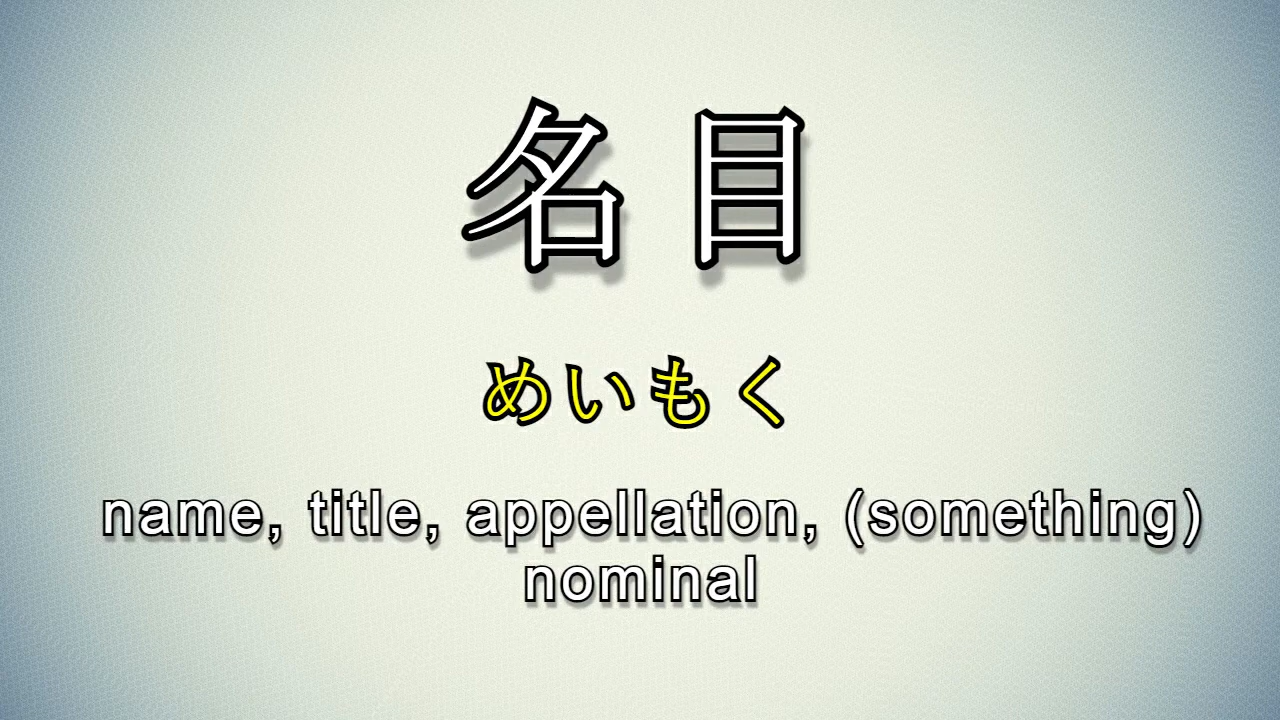 名目
めいもく
name, title, appellation, (something)
nominal